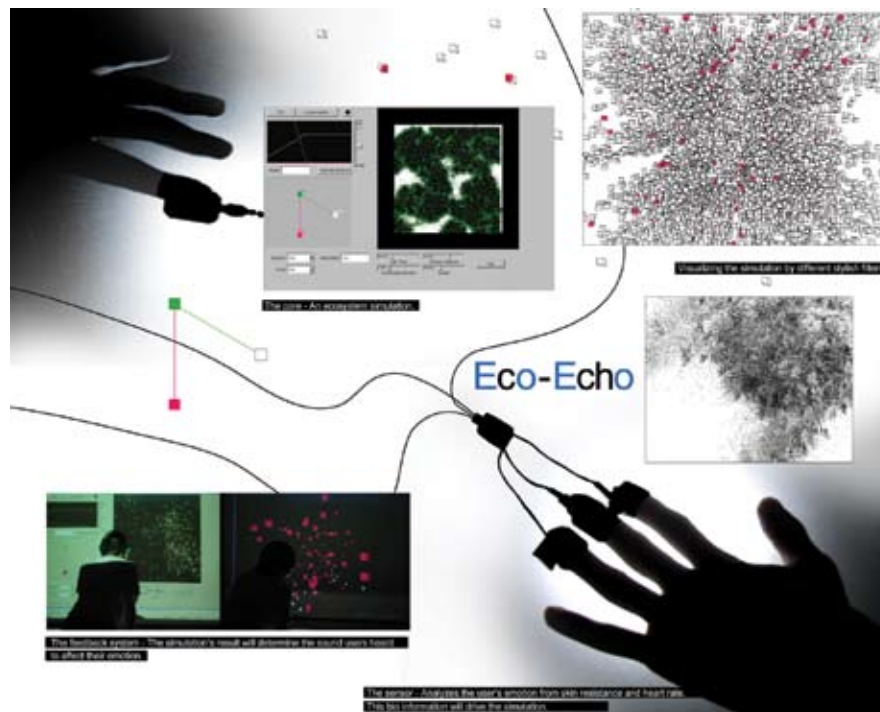 The core - An ecosystem simulation.
Visualizing the simulation by different stylish filter
Eco-Echo
The feedback system - The simulation's result will determine the sound users heard
to affect their emotion.
The sensor - Analyzes the user's emotion from skin resistance and heart rate.
This bio information will drive the simulation.